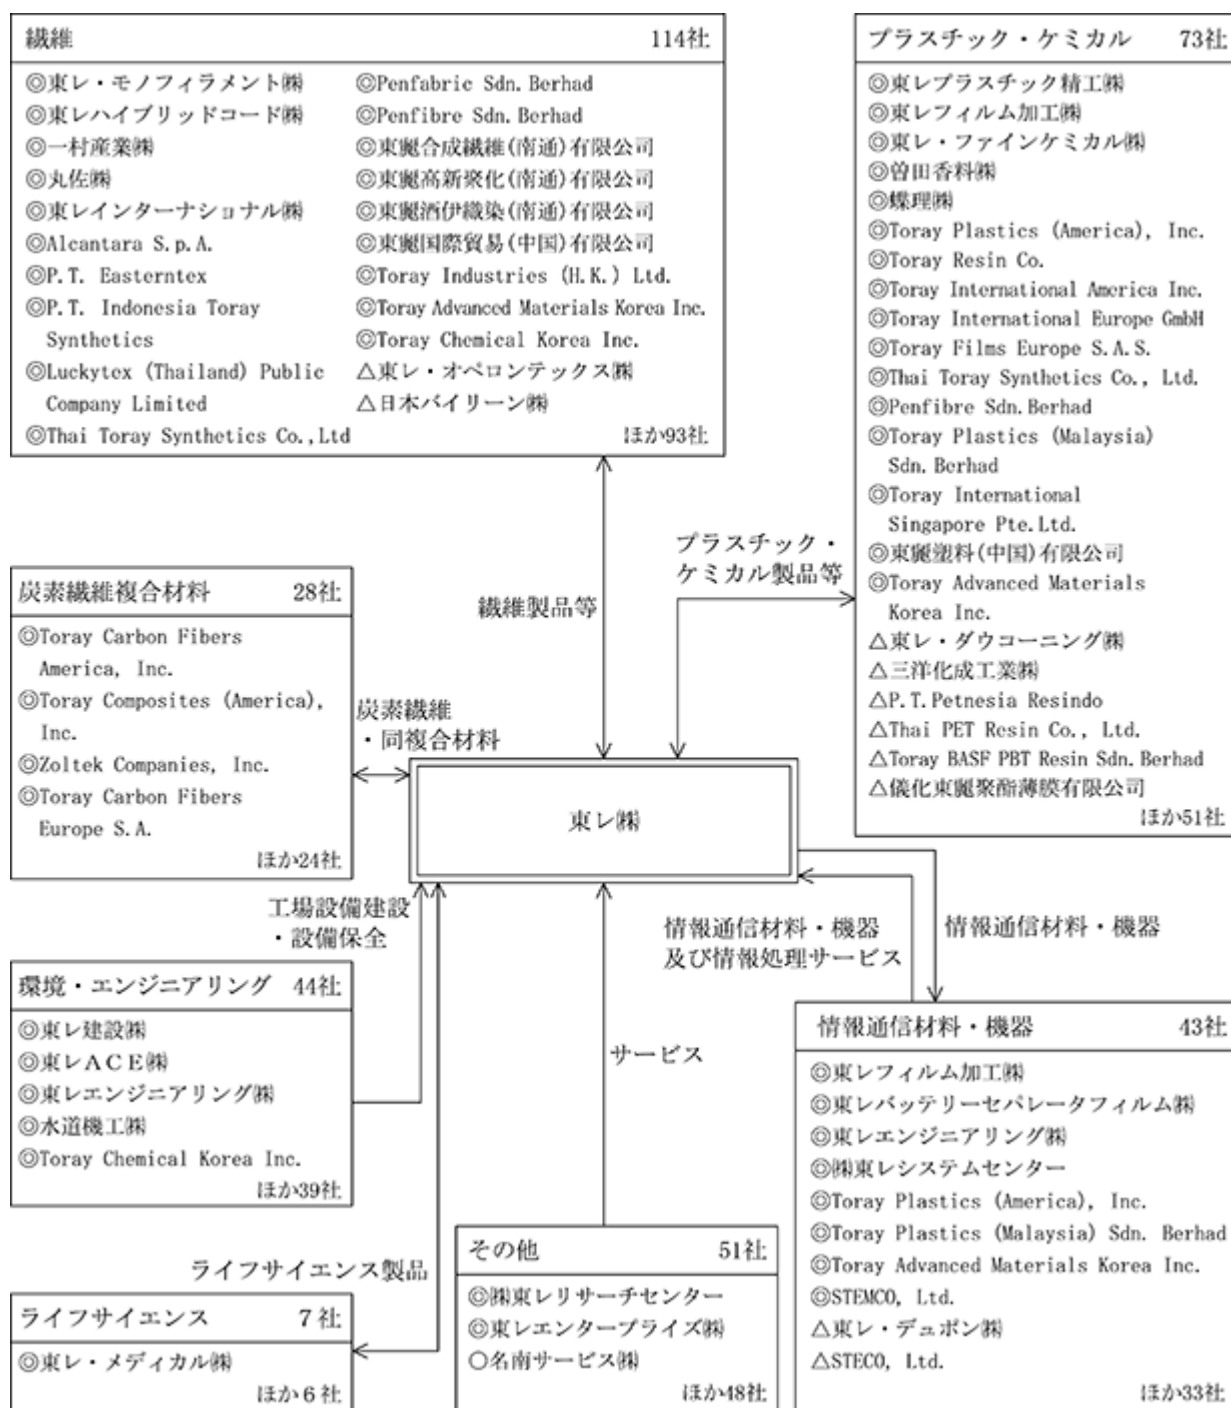 繊維 114社
◎東レ・モノフィラメント㈱
◎東レハイブリッドコード㈱
◎一村産業㈱
◎丸佐㈱
◎東レインターナショナル㈱
◎Alcantara S.p.A.
◎P.T. Easterntex
◎P.T. Indonesia Toray
Synthetics
◎Luckytex (Thailand) Public
Company Limited
◎Thai Toray Synthetics Co.,Ltd
◎Penfabric Sdn. Berhad
◎Penfibre Sdn. Berhad
◎東麗合成繊維(南通)有限公司
◎東麗高新聚化(南通)有限公司
◎東麗酒伊織染(南通)有限公司
◎東麗国際貿易(中国)有限公司
◎Toray Industries (H.K.) Ltd.
◎Toray Advanced Materials Korea Inc.
◎Toray Chemical Korea Inc.
△東レ・オペロンテックス㈱
△日本バイリーン㈱
ほか93社
プラスチック・ケミカル 73社
◎東レプラスチック精工㈱
◎東レフィルム加工㈱
◎東レ・ファインケミカル㈱
◎曽田香料㈱
◎蝶理㈱
◎Toray Plastics (America), Inc.
◎Toray Resin Co.
◎Toray International America Inc.
◎Toray International Europe GmbH
◎Toray Films Europe S.A.S.
◎Thai Toray Synthetics Co., Ltd.
◎Penfibre Sdn. Berhad
◎Toray Plastics (Malaysia)
Sdn. Berhad
◎Toray International
Singapore Pte.Ltd.
◎東麗塑料(中国)有限公司
◎Toray Advanced Materials
Korea Inc.
△東レ・ダウコーニング㈱
△三洋化成工業㈱
△P.T.Petnesia Resindo
△Thai PET Resin Co., Ltd.
△Toray BASF PBT Resin Sdn. Berhad
△儀化東麗聚酯薄膜有限公司
ほか51社
繊維製品等
プラスチック・
ケミカル製品等
炭素繊維複合材料 28社
◎Toray Carbon Fibers
America, Inc.
◎Toray Composites (America),
Inc.
◎Zoltek Companies, Inc.
◎Toray Carbon Fibers
Europe S.A.
ほか24社
炭素繊維
・同複合材料
東レ㈱
工場設備建設
・設備保全
情報通信材料・機器
及び情報処理サービス
情報通信材料・機器
環境・エンジニアリング 44社
◎東レ建設㈱
◎東レACE㈱
◎東レエンジニアリング㈱
◎水道機工㈱
◎Toray Chemical Korea Inc.
ほか39社
サービス
情報通信材料・機器 43社
◎東レフィルム加工㈱
◎東レバッテリーセパレータフィルム㈱
◎東レエンジニアリング㈱
◎㈱東レシステムセンター
◎Toray Plastics (America), Inc.
◎Toray Plastics (Malaysia) Sdn. Berhad
◎Toray Advanced Materials Korea Inc.
◎STEMCO, Ltd.
△東レ・デュポン㈱
△STECO, Ltd.
ほか33社
ライフサイエンス製品
ライフサイエンス 7社
◎東レ・メディカル㈱
ほか6社
その他 51社
◎㈱東レリサーチセンター
◎東レエンタープライズ㈱
○名南サービス㈱
ほか48社